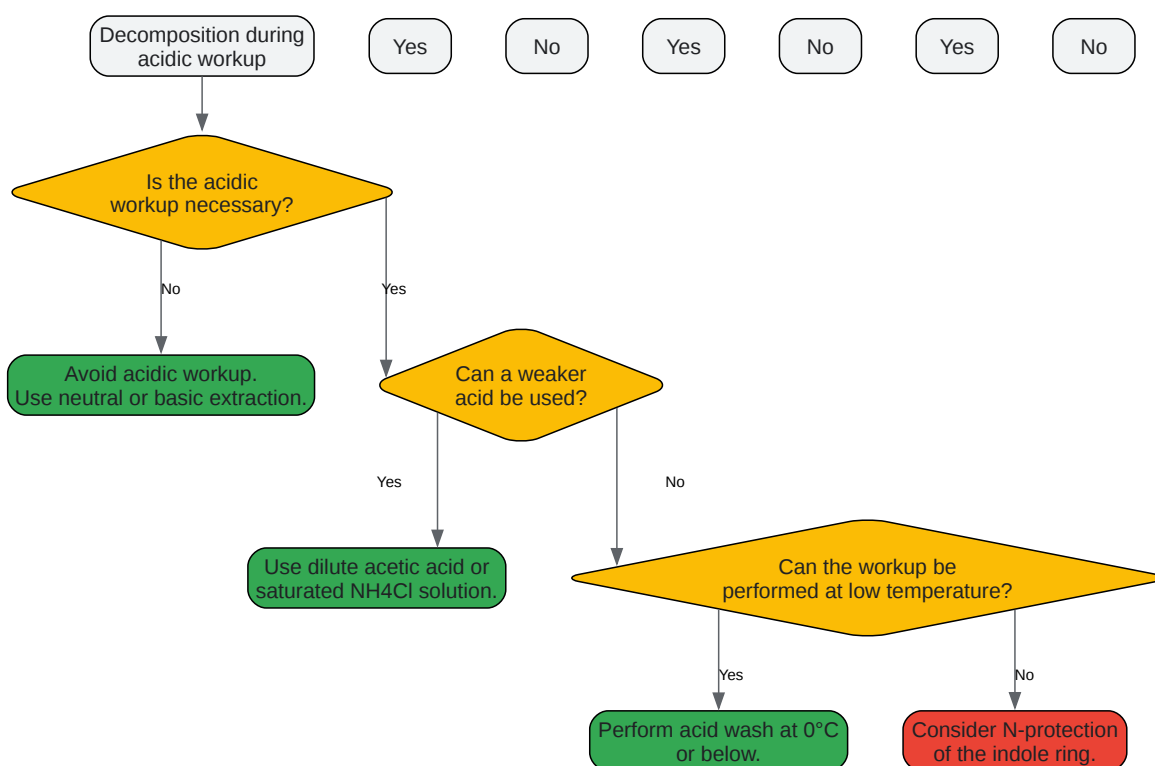 Decomposition during
acidic workup
Yes
No
Yes
No
Yes
No
Is the acidic
workup necessary?
No
Yes
Avoid acidic workup.
Use neutral or basic extraction.
Can a weaker
acid be used?
Yes
No
Use dilute acetic acid or
saturated NH4Cl solution.
Can the workup be
performed at low temperature?
Yes
No
Perform acid wash at 0°C
or below.
Consider N-protection
of the indole ring.